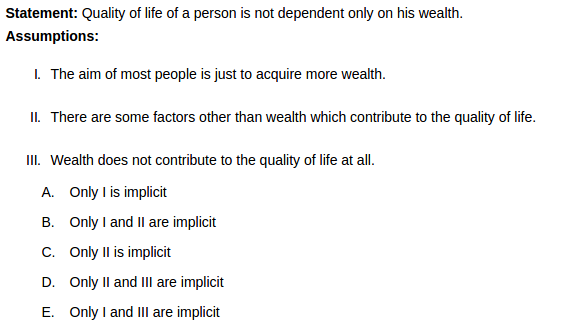 Statement: Quality of life of a person is not dependent only on his wealth.
Assumptions:
I. The aim of most people is just to acquire more wealth.
II. There are some factors other than wealth which contribute to the quality of life.
III. Wealth does not contribute to the quality of life at all.
A. Only I is implicit
B. Only I and II are implicit
C. Only II is implicit
D. Only II and III are implicit
E. Only I and III are implicit